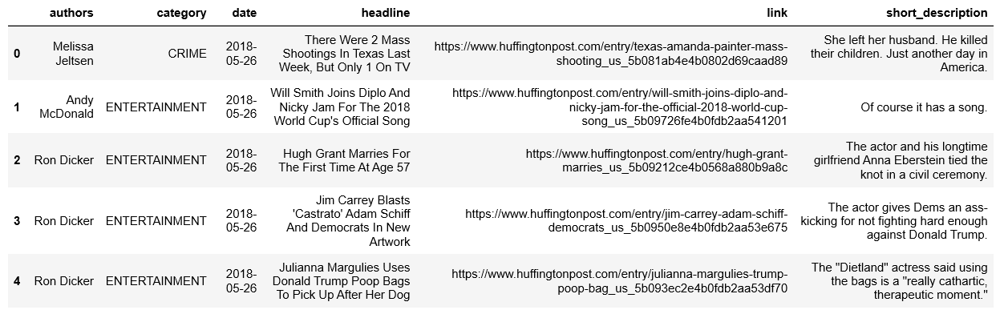 authors category date headline link short_description
0 Melissa Jeltsen CRIME 2018-05-26 There Were 2 Mass Shootings In Texas Last Week, But Only 1 On TV https://www.huffingtonpost.com/entry/texas-amanda-painter-mass-shooting_us_5b081ab4e4b0802d69caad89 She left her husband. He killed their children. Just another day in America.
1 Andy McDonald ENTERTAINMENT 2018-05-26 Will Smith Joins Diplo And Nicky Jam For The 2018 World Cup's Official Song https://www.huffingtonpost.com/entry/will-smith-joins-diplo-and-nicky-jam-for-the-official-2018-world-cup-song_us_5b09726fe4b0fdb2aa541201 Of course it has a song.
2 Ron Dicker ENTERTAINMENT 2018-05-26 Hugh Grant Marries For The First Time At Age 57 https://www.huffingtonpost.com/entry/hugh-grant-marries_us_5b09212ce4b0568a880b9a8c The actor and his longtime girlfriend Anna Eberstein tied the knot in a civil ceremony.
3 Ron Dicker ENTERTAINMENT 2018-05-26 Jim Carrey Blasts 'Castrato' Adam Schiff And Democrats In New Artwork https://www.huffingtonpost.com/entry/jim-carrey-adam-schiff-democrats_us_5b0950e8e4b0fdb2aa53e675 The actor gives Dems an ass-kicking for not fighting hard enough against Donald Trump.
4 Ron Dicker ENTERTAINMENT 2018-05-26 Julianna Margulies Uses Donald Trump Poop Bags To Pick Up After Her Dog https://www.huffingtonpost.com/entry/julianna-margulies-trump-poop-bag_us_5b093ec2e4b0fdb2aa53df70 The "Dietland" actress said using the bags is a "really cathartic, therapeutic moment."